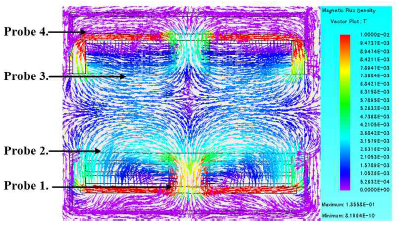 Probe 4.
Probe 3.
Probe 2.
Probe 1.
Magnetic Flux Density
Vector Plot: T
1.0000E-02
9.4737E-03
8.9474E-03
8.4211E-03
7.8947E-03
7.3684E-03
6.8421E-03
6.3158E-03
5.7895E-03
5.2632E-03
4.7368E-03
4.2105E-03
3.6842E-03
3.1579E-03
2.6316E-03
2.1053E-03
1.5789E-03
1.0526E-03
5.2632E-04
0.0000E+00
Maximum:
Minimum: